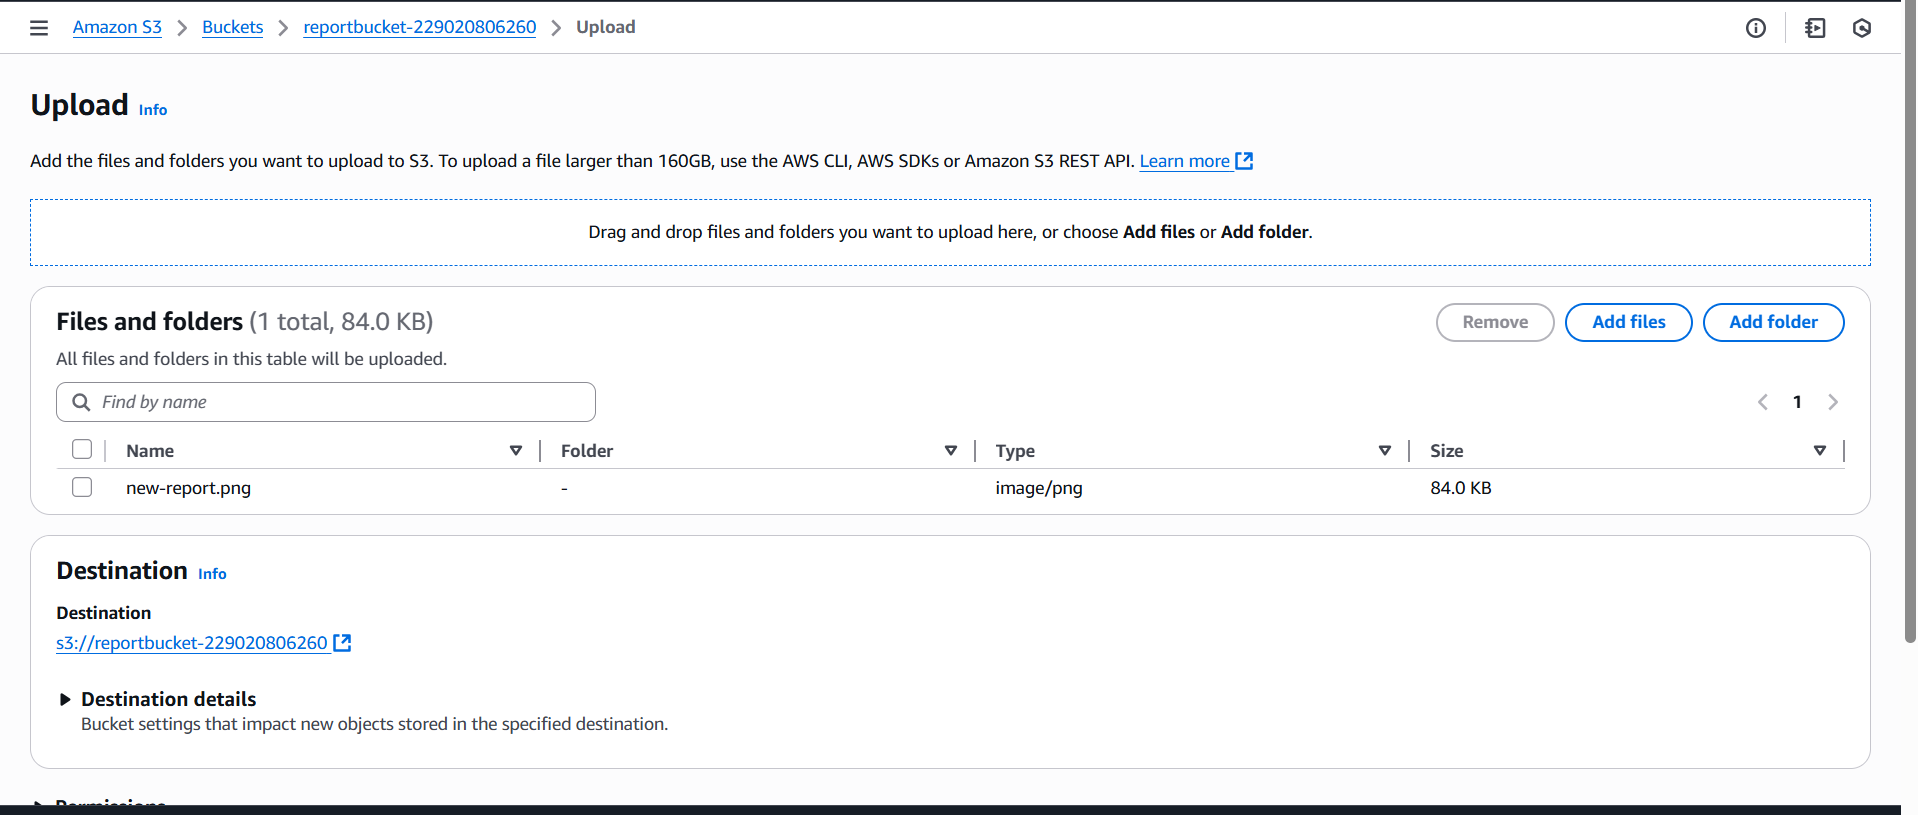 Amazon S3 > Buckets > reportbucket-229020806260 > Upload
Upload Info
Add the files and folders you want to upload to S3. To upload a file larger than 160GB, use the AWS CLI, AWS SDKs or Amazon S3 REST API. Learn more
Drag and drop files and folders you want to upload here, or choose Add files or Add folder.
Files and folders (1 total, 84.0 KB)
Remove Add files Add folder
All files and folders in this table will be uploaded.
Find by name
1
Name Folder Type Size
new-report.png - image/png 84.0 KB
Destination Info
Destination
s3://reportbucket-229020806260
Destination details
Bucket settings that impact new objects stored in the specified destination.
Permissions